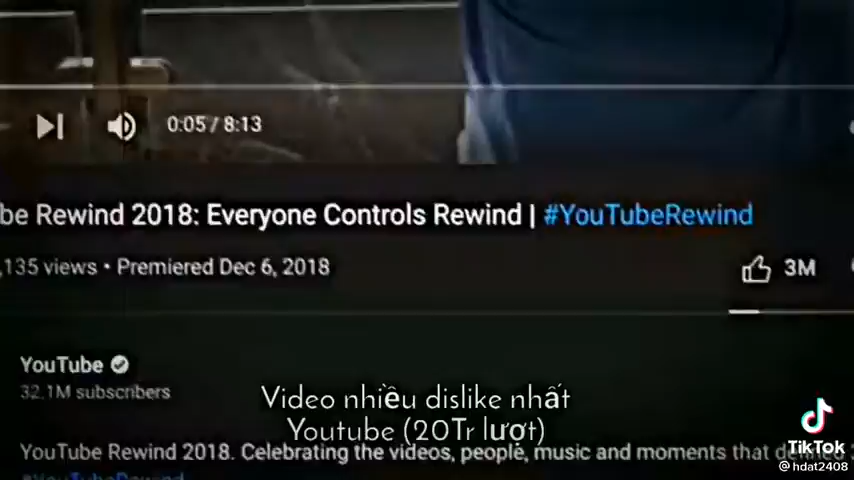 0:05 / 8:13
be Rewind 2018: Everyone Controls Rewind | #YouTubeRewind
,135 views • Premiered Dec 6, 2018
3M
YouTube
32.1M subscribers
Video nhiều dislike nhất
Youtube (20Tr lượt)
YouTube Rewind 2018. Celebrating the videos, people, music and moments that defined
#YouTubeRewind
TikTok
@hdat2408